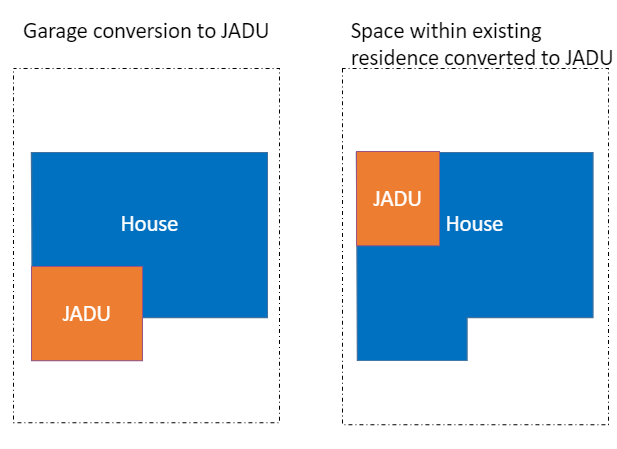 Garage conversion to JADU
Space within existing
residence converted to JADU
House
JADU
JADU
House